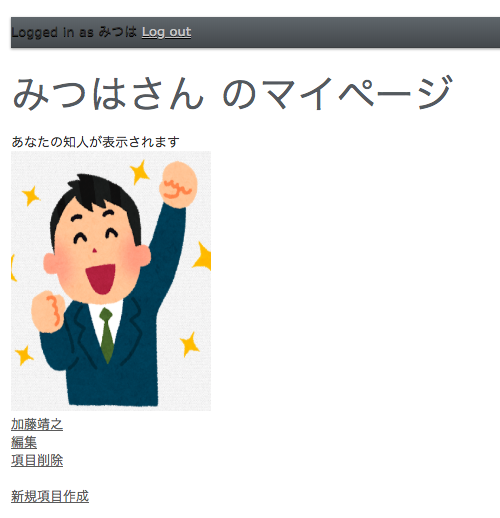 Logged in as みつは Log out
みつはさん のマイページ
あなたの知人が表示されます
加藤靖之
編集
項目削除
新規項目作成